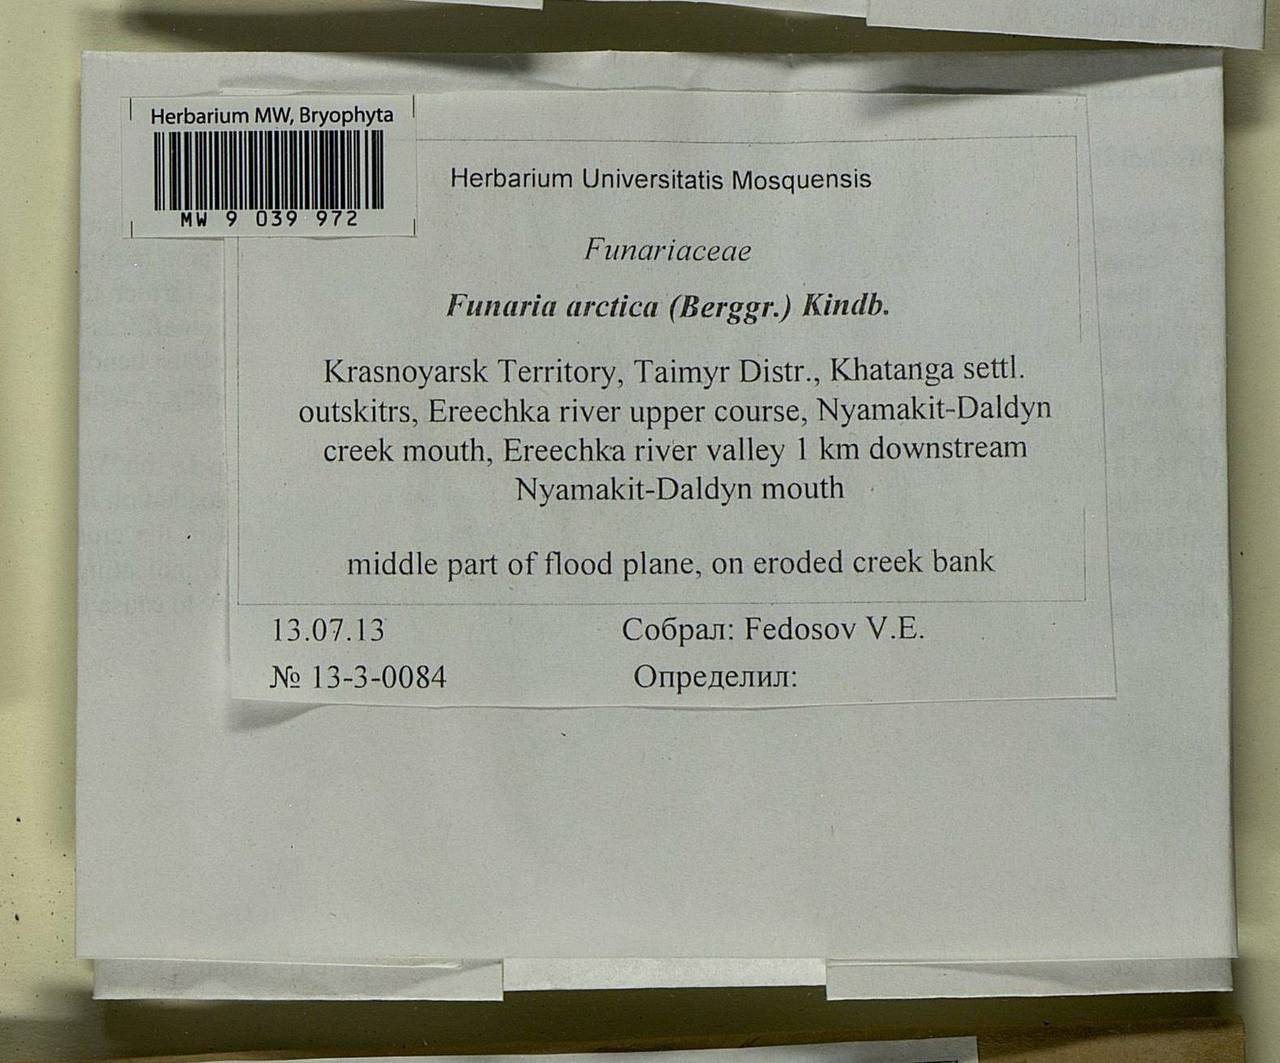 Herbarium MW, Bryophyta
MW 9 039 972
Herbarium Universitatis Mosquensis
Funariaceae
Funaria arctica (Berggr.) Kindb.
Krasnoyarsk Territory, Taimyr Distr., Khatanga settl.
outskitrs, Ereechka river upper course, Nyamakit-Daldyn
creek mouth, Ereechka river valley 1 km downstream
Nyamakit-Daldyn mouth
middle part of flood plane, on eroded creek bank
13.07.13 Собрал: Fedosov V.E.
№ 13-3-0084 Определил: